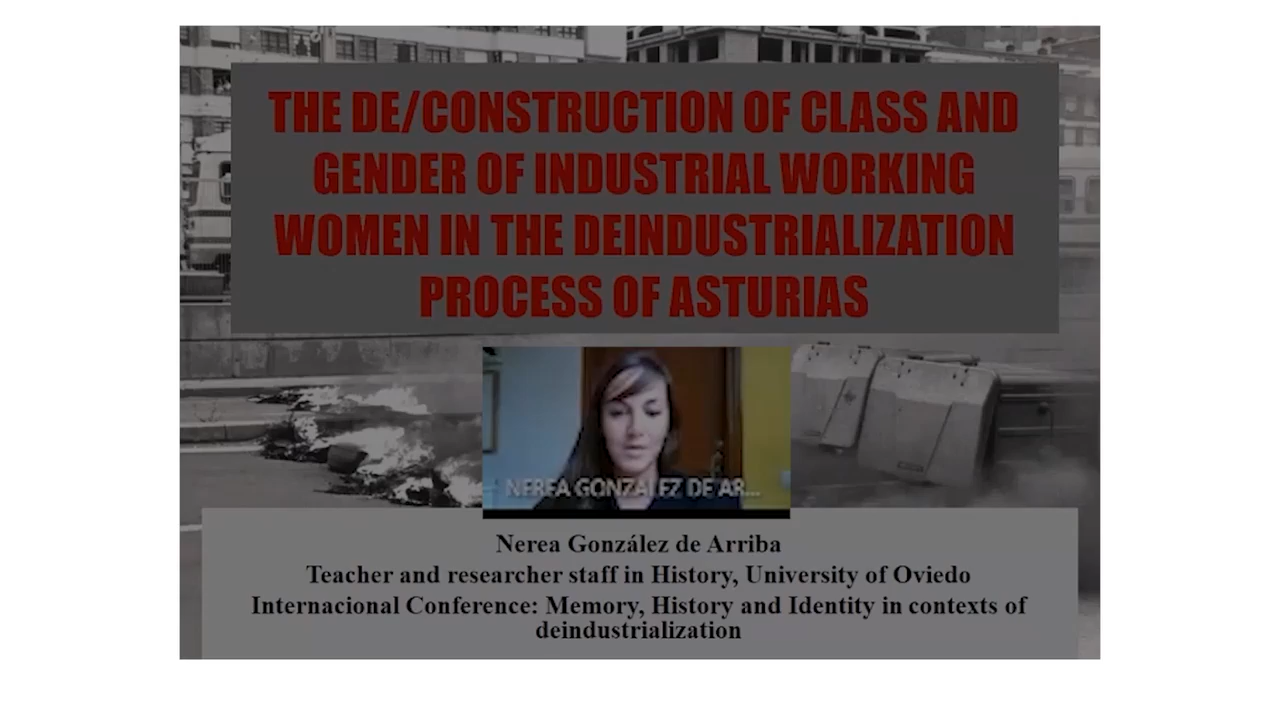 THE DE/CONSTRUCTION OF CLASS AND
GENDER OF INDUSTRIAL WORKING
WOMEN IN THE DEINDUSTRIALIZATION
PROCESS OF ASTURIAS
NEREA GONZALEZ DE AR...
Nerea González de Arriba
Teacher and researcher staff in History, University of Oviedo
Internacional Conference: Memory, History and Identity in contexts of
deindustrialization